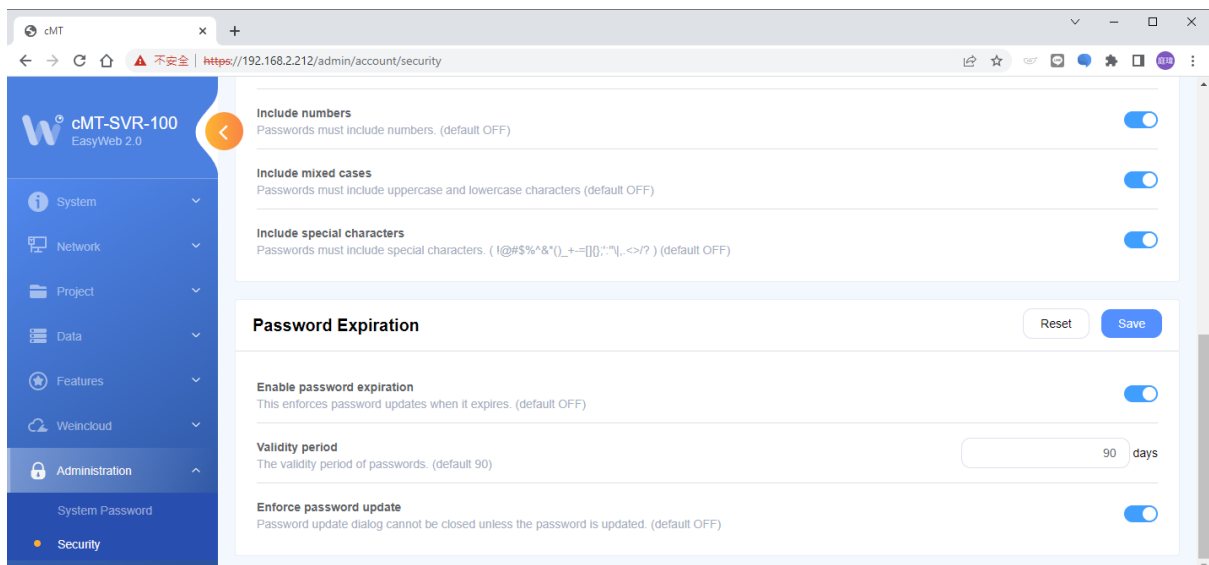 cMT
不安全 | https://192.168.2.212/admin/account/security
cMT-SVR-100
EasyWeb 2.0
System
Network
Project
Data
Features
Weincloud
Administration
System Password
Security
Include numbers
Passwords must include numbers. (default OFF)
Include mixed cases
Passwords must include uppercase and lowercase characters (default OFF)
Include special characters
Passwords must include special characters. ( !@#$%^&*()_+-=[]{};':"\|,.<>/? ) (default OFF)
Password Expiration
Reset
Save
Enable password expiration
This enforces password updates when it expires. (default OFF)
Validity period
The validity period of passwords. (default 90)
90 days
Enforce password update
Password update dialog cannot be closed unless the password is updated. (default OFF)